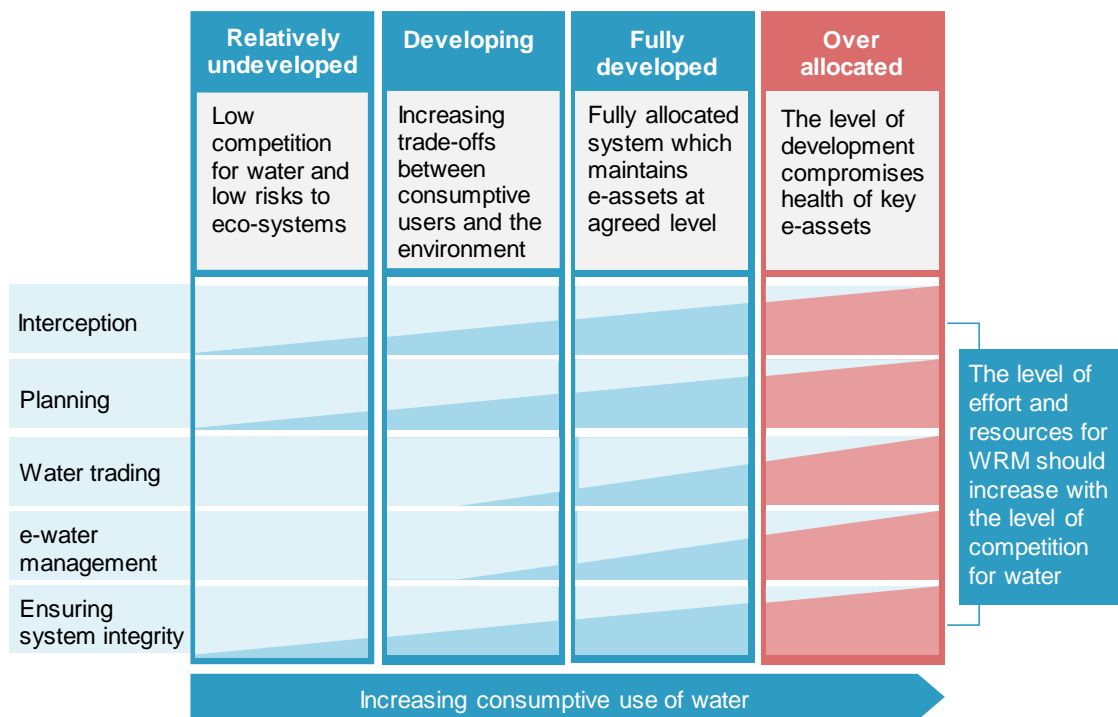 Relatively
undeveloped
Developing
Fully
developed
Over
allocated
Low
competition
for water and
low risks to
eco-systems
Increasing
trade-offs
between
consumptive
users and the
environment
Fully allocated
system which
maintains
e-assets at
agreed level
The level of
development
compromises
health of key
e-assets
Interception
Planning
Water trading
e-water
management
Ensuring
system integrity
The level of
effort and
resources for
WRM should
increase with
the level of
competition
for water
Increasing consumptive use of water